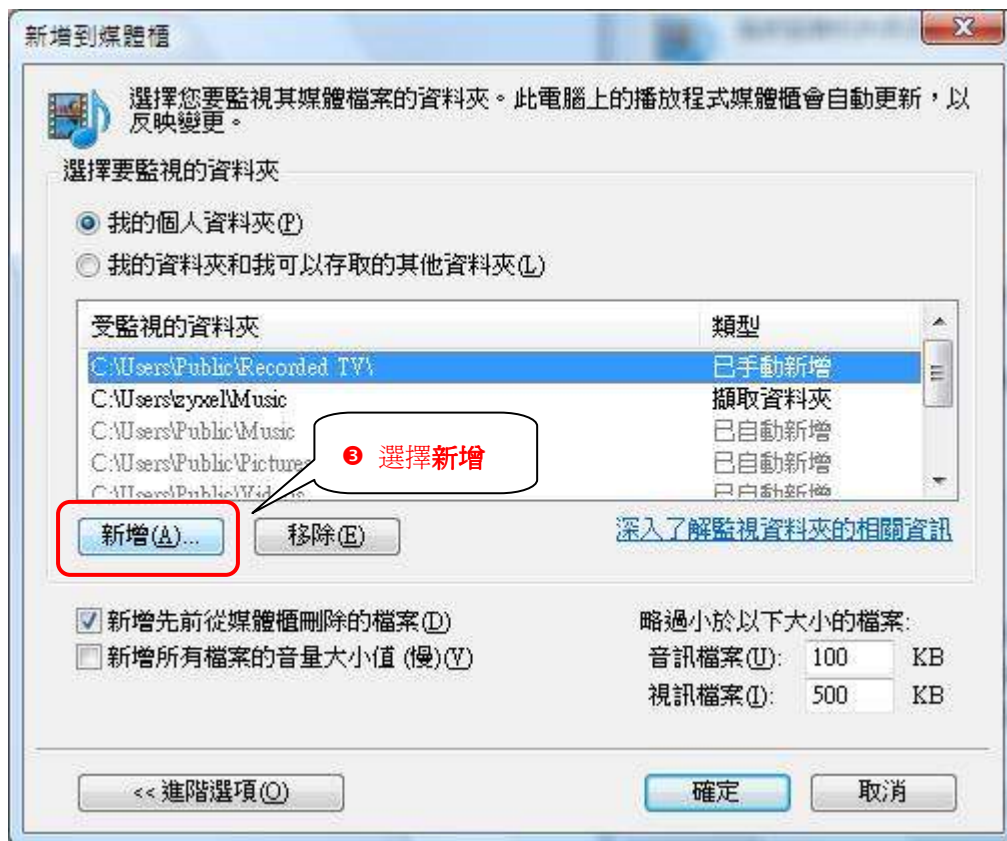 新增到媒體櫃
選擇您要監視其媒體檔案的資料夾。此電腦上的播放程式媒體櫃會自動更新，以
反映變更。
選擇要監視的資料夾
我的個人資料夾(P)
我的資料夾和我可以存取的其他資料夾(L)
受監視的資料夾 類型
C:\Users\Public\Recorded TV\ 已手動新增
C:\Users\zyxel\Music 擷取資料夾
C:\Users\Public\Music 已自動新增
C:\Users\Public\Pictures 已自動新增
C:\Users\Public\Videos 已自動新增
❸ 選擇新增
新增(A)... 移除(E) 深入了解監視資料夾的相關資訊
新增先前從媒體櫃刪除的檔案(D) 略過小於以下大小的檔案:
新增所有檔案的音量大小值 (慢)(Y) 音訊檔案(U): 100 KB
視訊檔案(I): 500 KB
<< 進階選項(O) 確定 取消